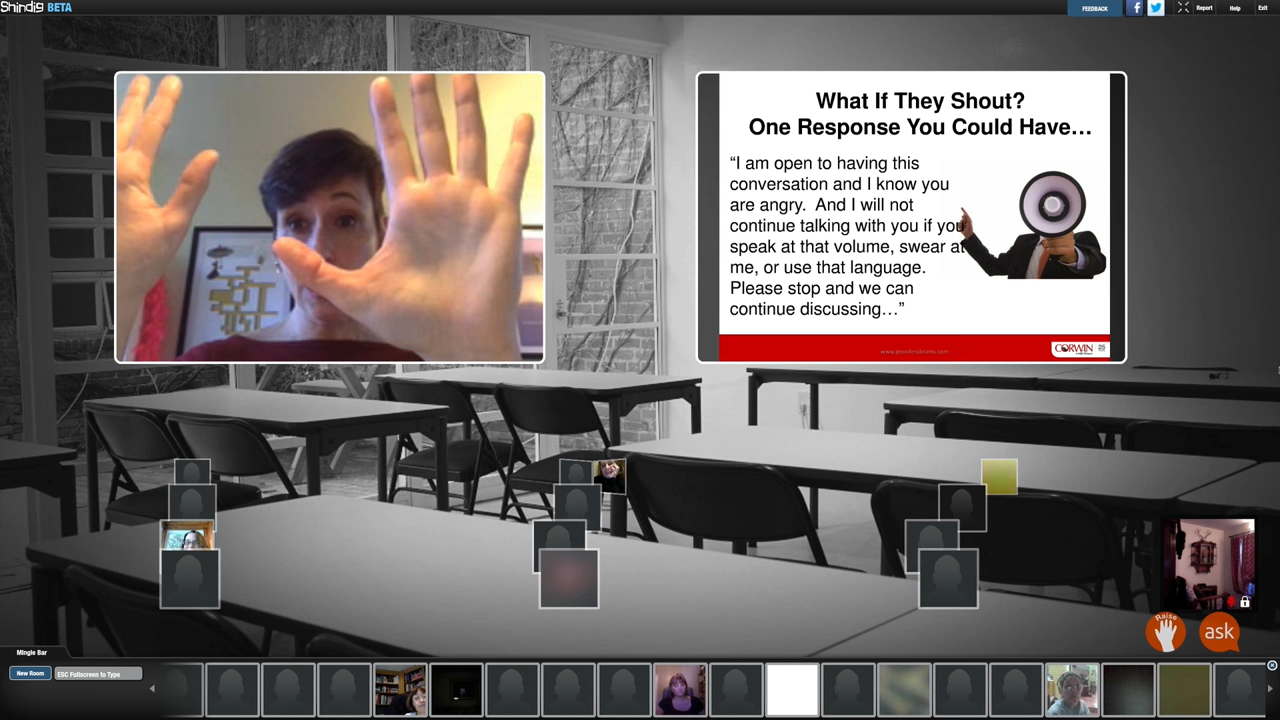 Shindig BETA
FEEDBACK
f
Report
Help
Exit
What If They Shout?
One Response You Could Have…
“I am open to having this
conversation and I know you
are angry.  And I will not
continue talking with you if you
speak at that volume, swear at
me, or use that language.
Please stop and we can
continue discussing…”
CORWIN
Raise
ask
Mingle Bar
New Room
ESC Fullscreen to Type